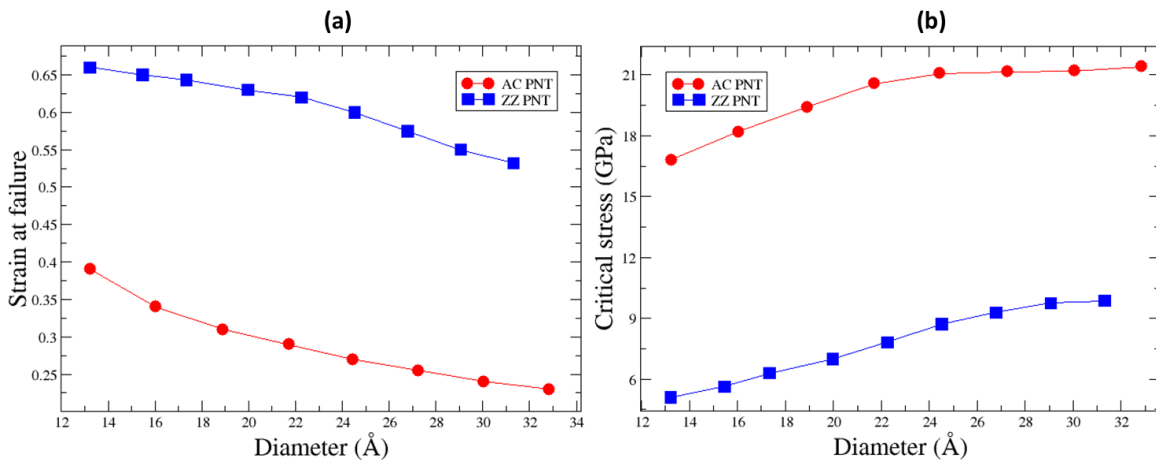 (a)
0.65
0.6
0.55
0.5
0.45
0.4
0.35
0.3
0.25
Strain at failure
AC PNT
ZZ PNT
12 14 16 18 20 22 24 26 28 30 32 34
Diameter (Å)
(b)
21
18
15
12
9
6
Critical stress (GPa)
AC PNT
ZZ PNT
12 14 16 18 20 22 24 26 28 30 32
Diameter (Å)